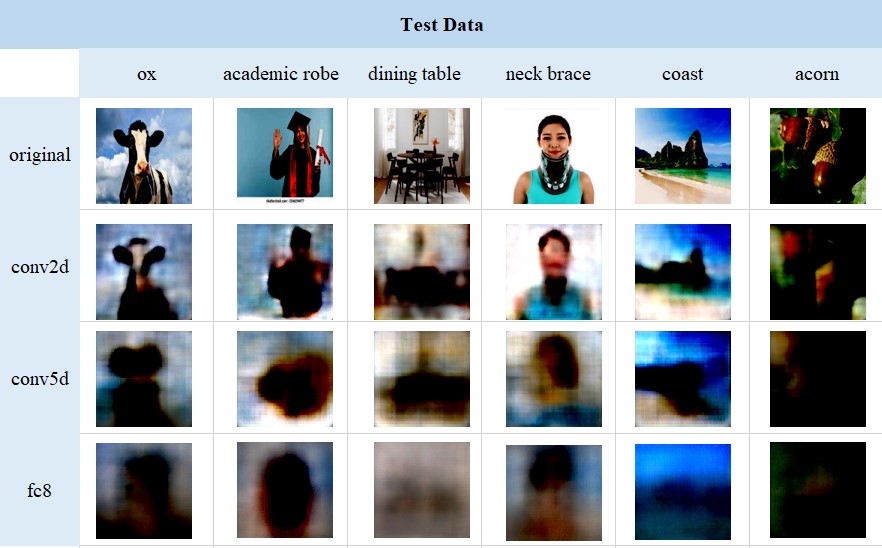 Test Data
ox academic robe dining table neck brace coast acorn
original
conv2d
conv5d
fc8